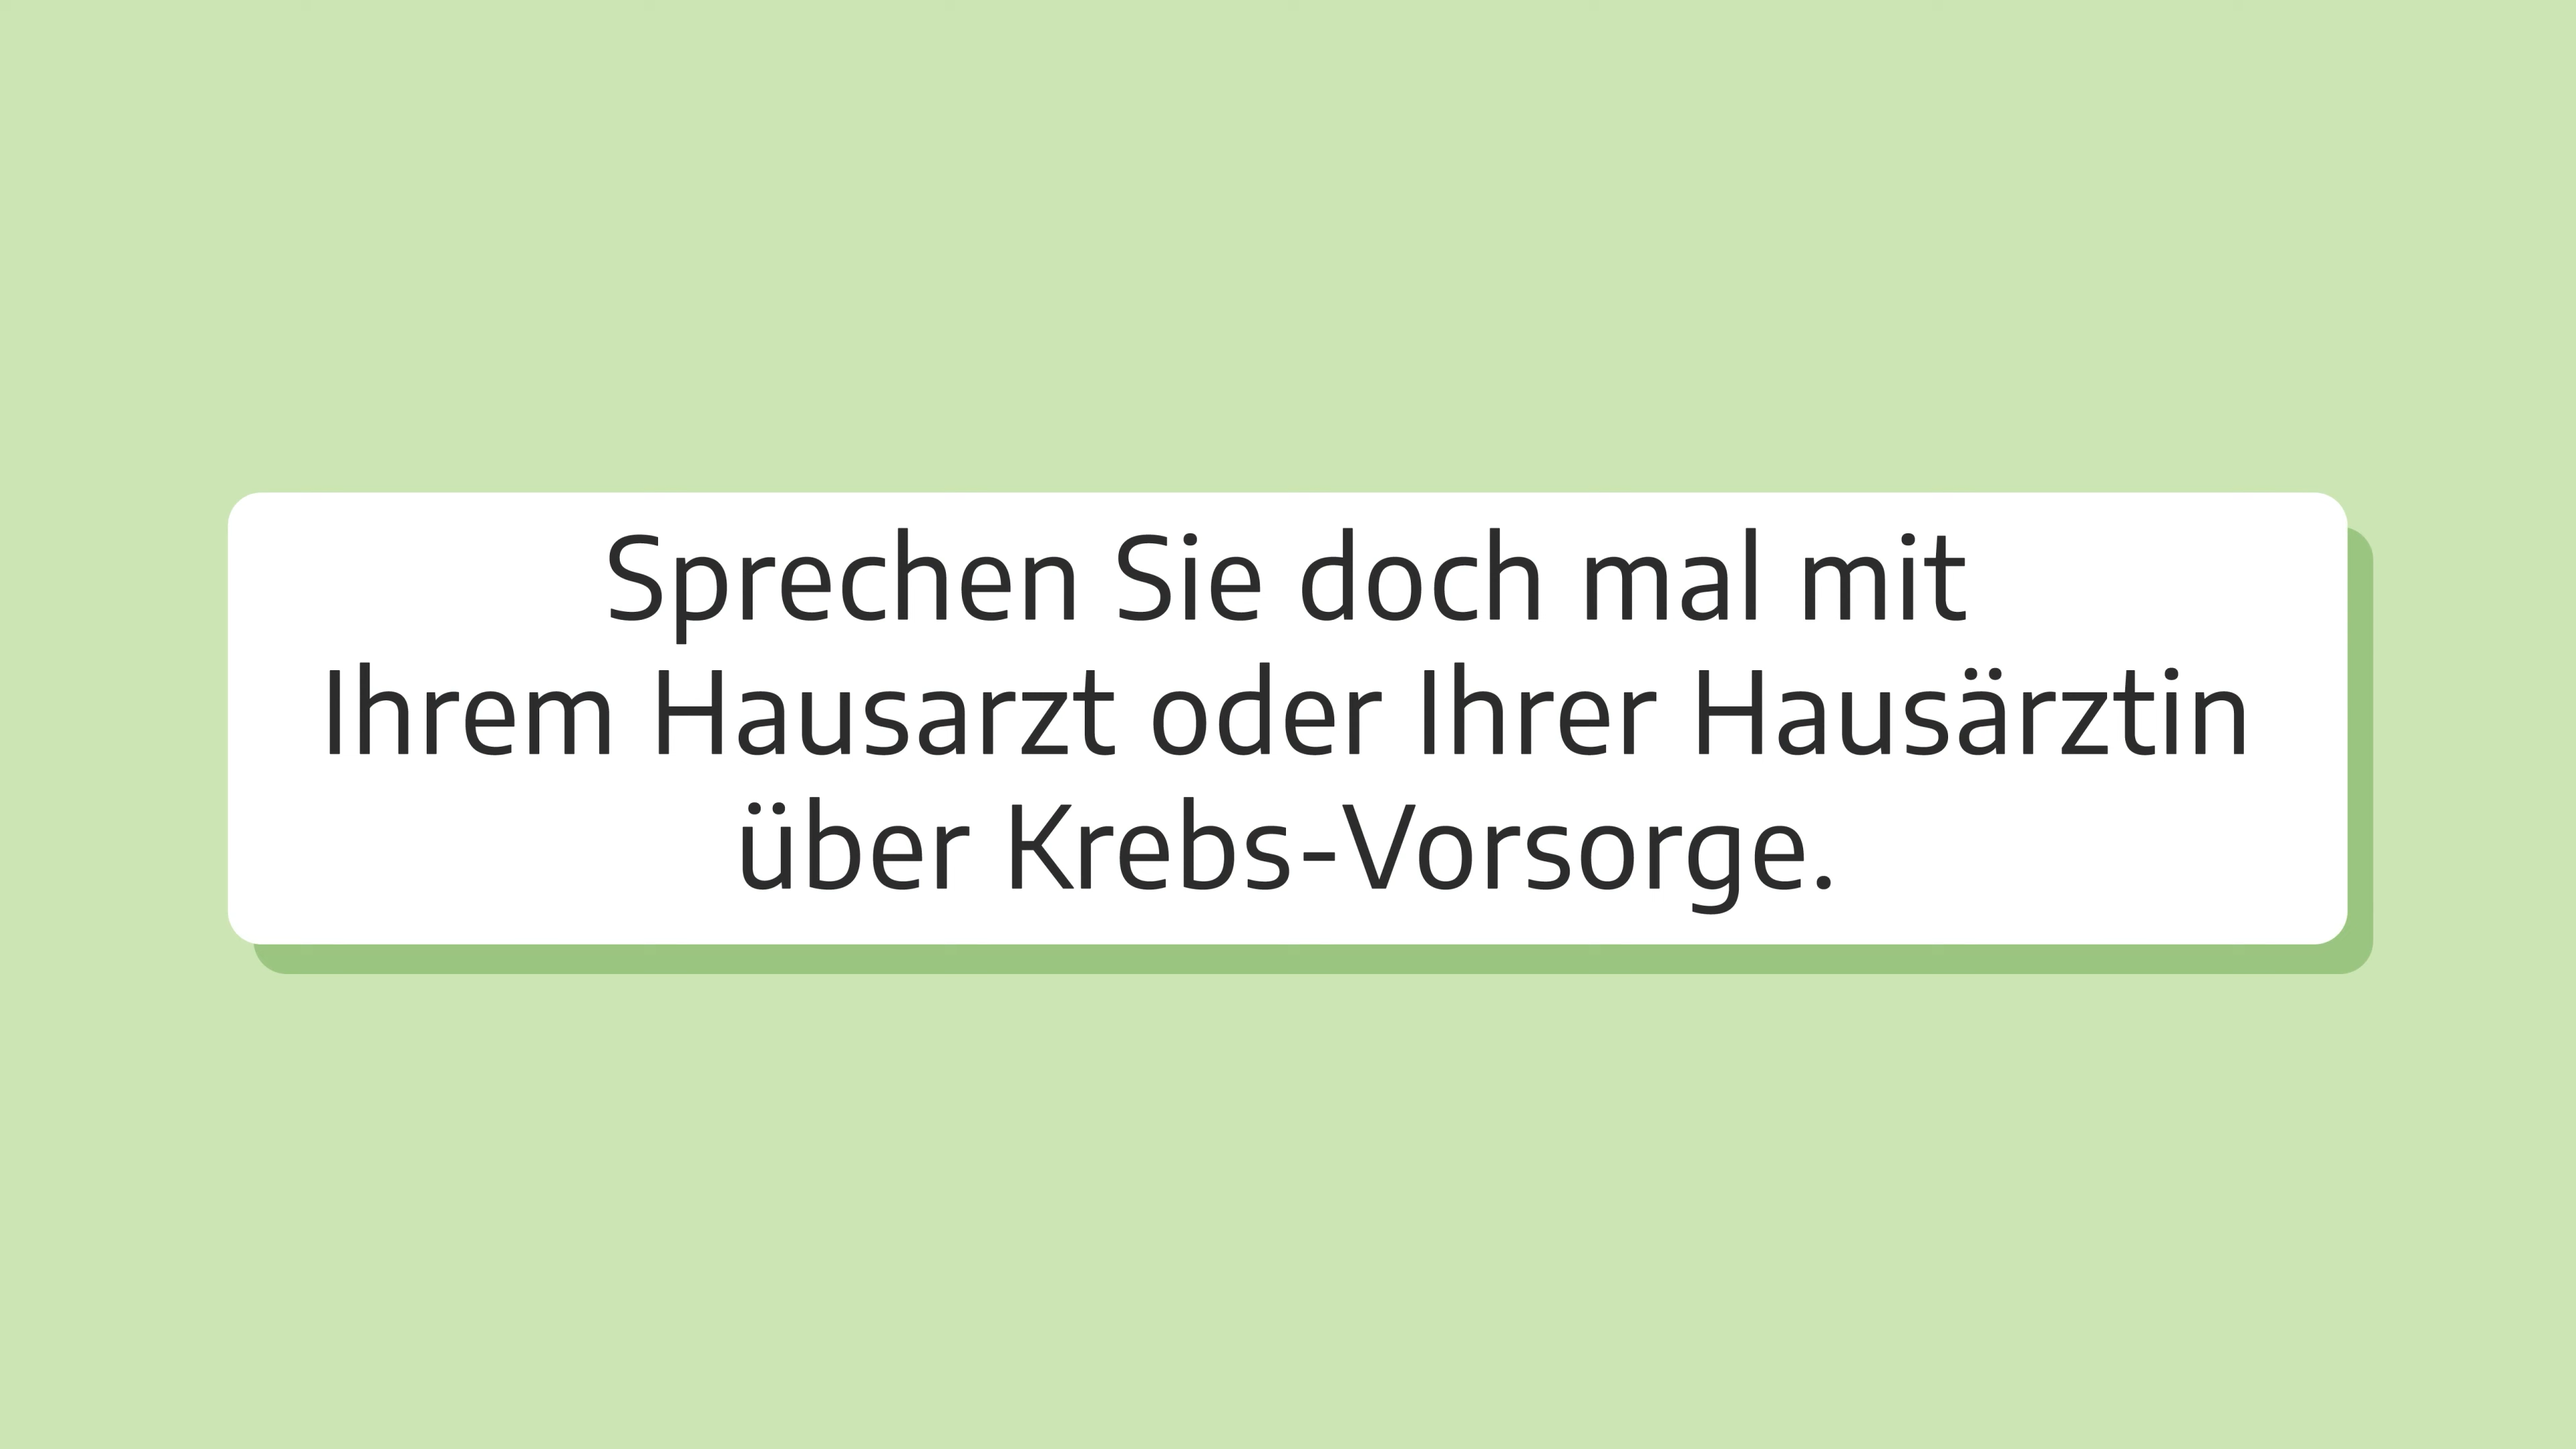 Sprechen Sie doch mal mit
Ihrem Hausarzt oder Ihrer Hausärztin
über Krebs-Vorsorge.